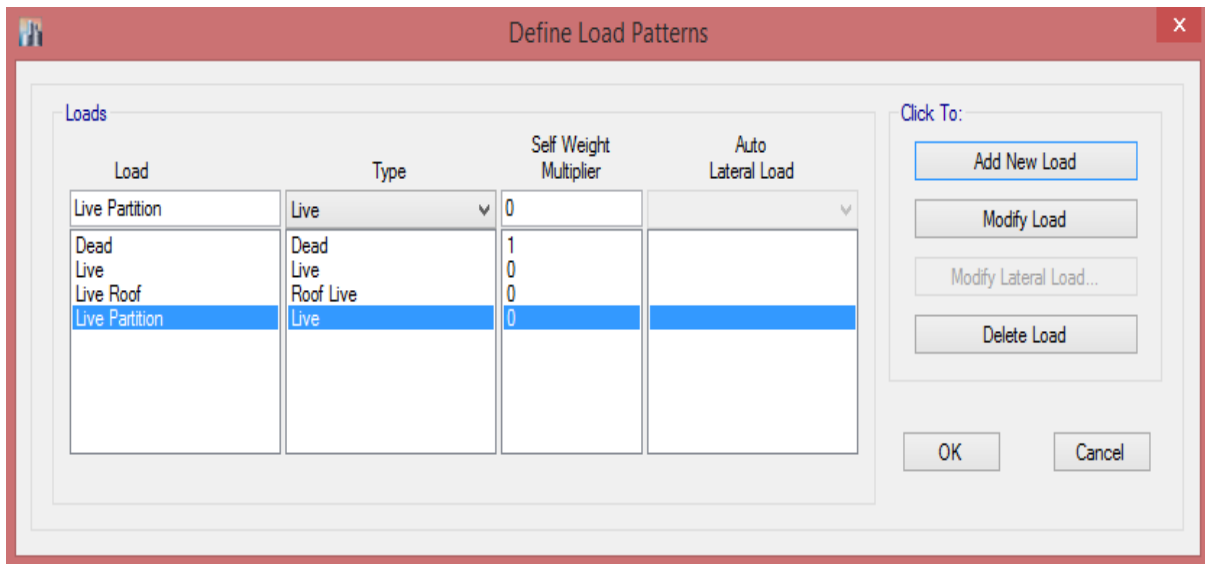 Define Load Patterns
x
Loads
Click To:
Load
Type
Self Weight
Multiplier
Auto
Lateral Load
Live Partition Live 0
Dead Dead 1
Live Live 0
Live Roof Roof Live 0
Live Partition Live 0
Add New Load
Modify Load
Modify Lateral Load...
Delete Load
OK Cancel